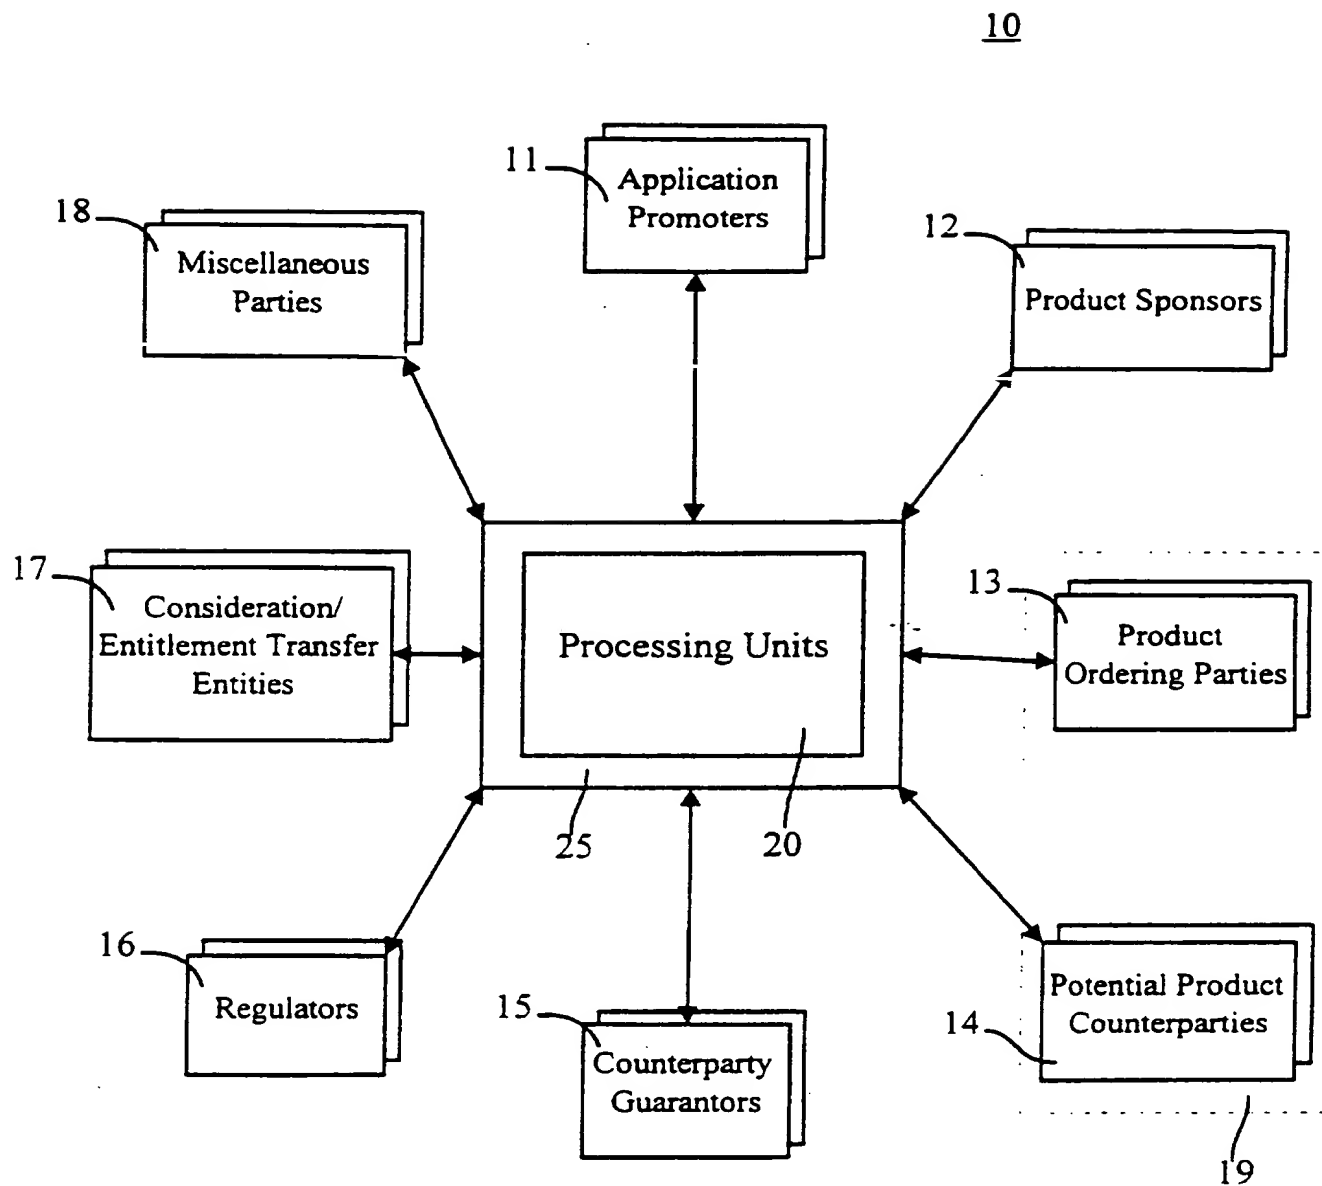 10
11
Application
Promoters
18
Miscellaneous
Parties
12
Product Sponsors
17
Consideration/
Entitlement Transfer
Entities
Processing Units
13
Product
Ordering Parties
25
20
16
Regulators
15
Counterparty
Guarantors
Potential Product
Counterparties
14
19